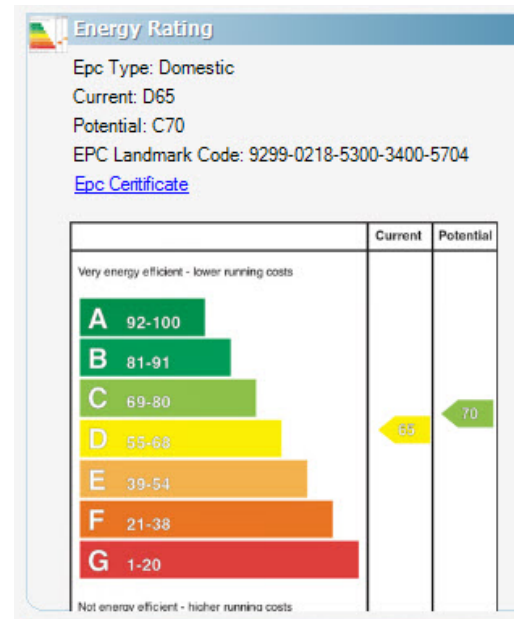 Energy Rating
Epc Type: Domestic
Current: D65
Potential: C70
EPC Landmark Code: 9299-0218-5300-3400-5704
Epc Ceritificate
Current Potential
Very energy efficient - lower running costs
A 92-100
B 81-91
C 69-80
70
D 55-68
65
E 39-54
F 21-38
G 1-20
Not energy efficient - higher running costs